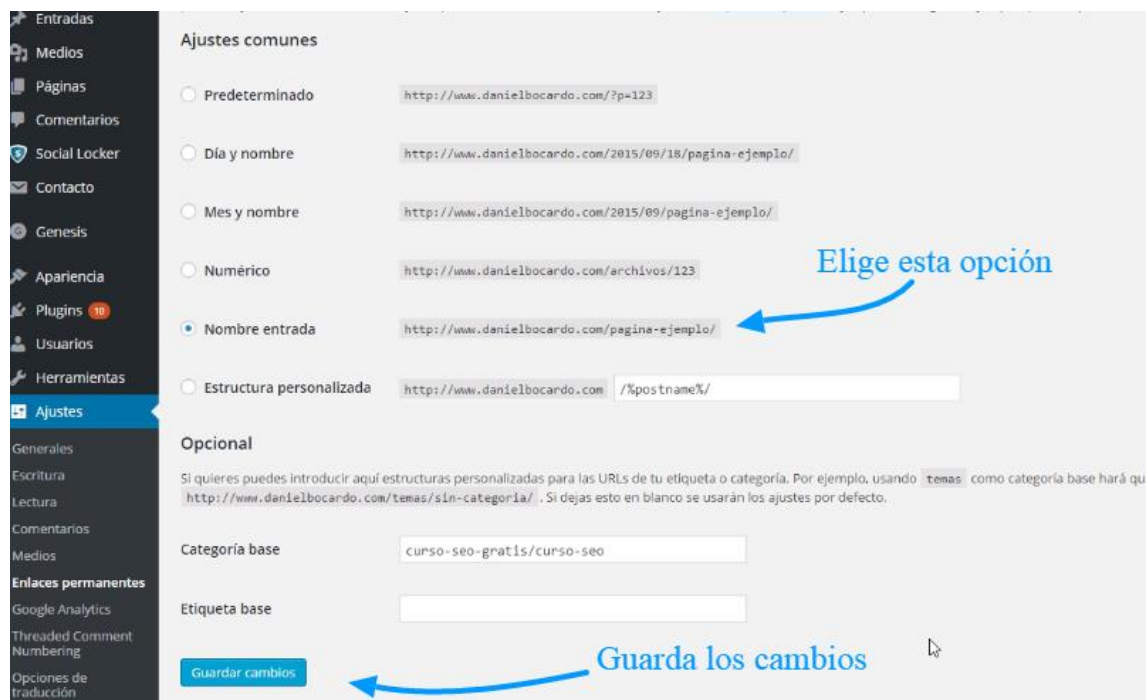 Entradas
Medios
Páginas
Comentarios
Social Locker
Contacto
Genesis
Apariencia
Plugins 10
Usuarios
Herramientas
Ajustes
Generales
Escritura
Lectura
Comentarios
Medios
Enlaces permanentes
Google Analytics
Threaded Comment
Numbering
Opciones de
traducción
Ajustes comunes
Predeterminado http://www.danielbocardo.com/?p=123
Día y nombre http://www.danielbocardo.com/2015/09/18/pagina-ejemplo/
Mes y nombre http://www.danielbocardo.com/2015/09/pagina-ejemplo/
Numérico http://www.danielbocardo.com/archivos/123
Elige esta opción
Nombre entrada http://www.danielbocardo.com/pagina-ejemplo/
Estructura personalizada http://www.danielbocardo.com /%postname%/
Opcional
Si quieres puedes introducir aquí estructuras personalizadas para las URLs de tu etiqueta o categoría. Por ejemplo, usando temas como categoría base hará qu
http://www.danielbocardo.com/temas/sin-categoria/ . Si dejas esto en blanco se usarán los ajustes por defecto.
Categoría base curso-seo-gratis/curso-seo
Etiqueta base
Guardar cambios
Guarda los cambios